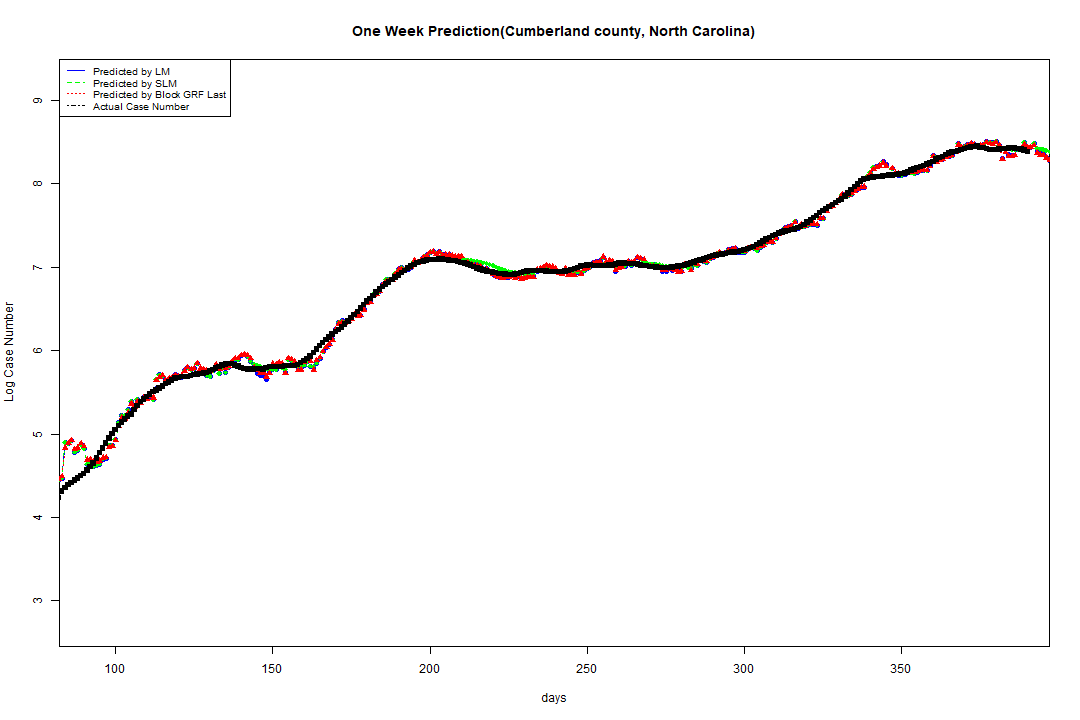 One Week Prediction(Cumberland county, North Carolina)
Predicted by LM
Predicted by SLM
Predicted by Block GRF Last
Actual Case Number
9
8
7
6
5
4
3
Log Case Number
100 150 200 250 300 350
days